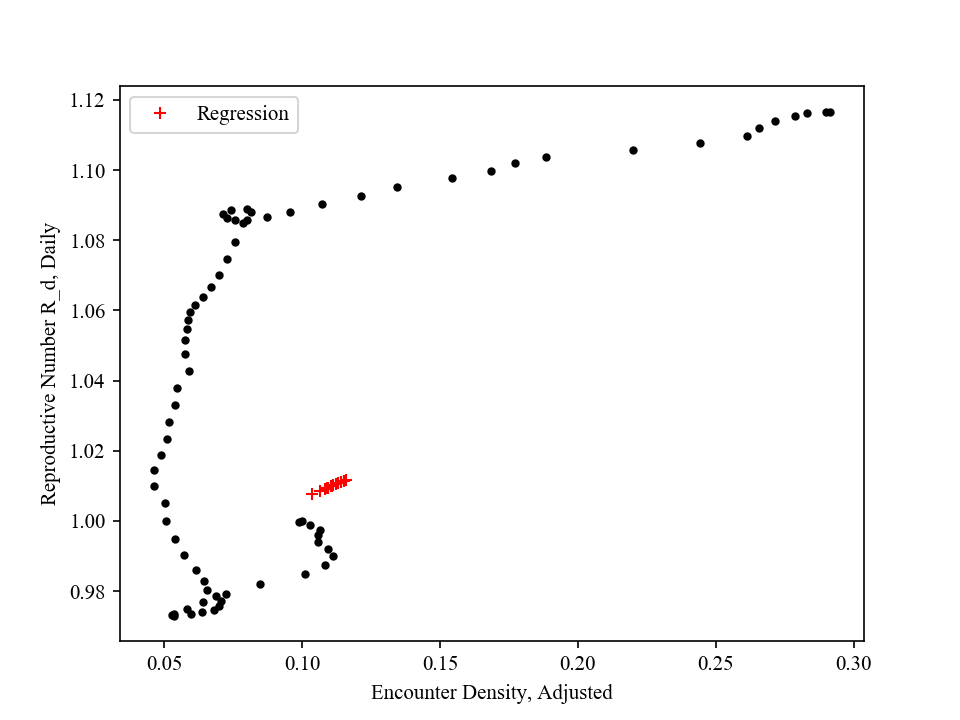 Regression
1.12
1.10
1.08
1.06
1.04
1.02
1.00
0.98
Reproductive Number R_d, Daily
0.05 0.10 0.15 0.20 0.25 0.30
Encounter Density, Adjusted